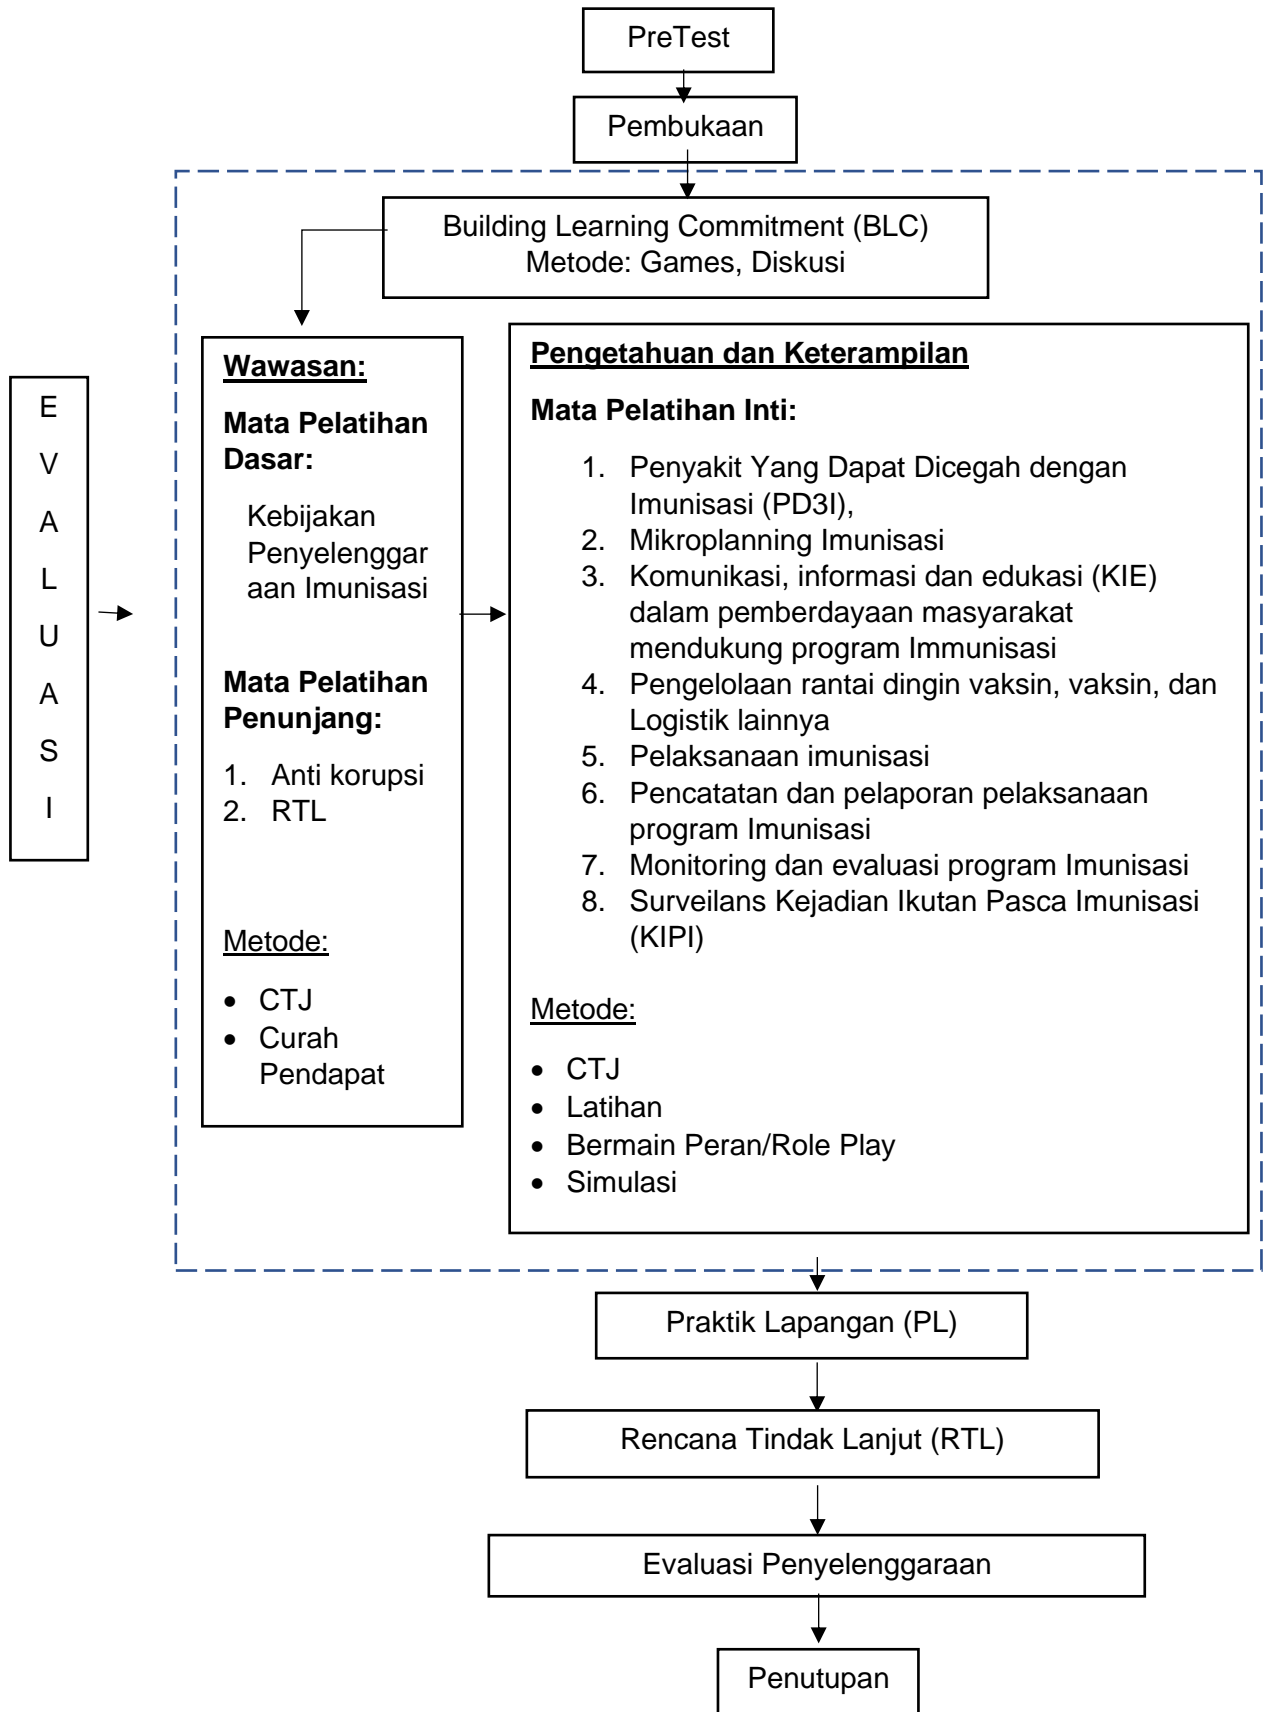 PreTest
Pembukaan
Building Learning Commitment (BLC)
Metode: Games, Diskusi
E
V
A
L
U
A
S
I
Wawasan:
Mata Pelatihan
Dasar:
Kebijakan
Penyelenggar
aan Imunisasi
Mata Pelatihan
Penunjang:
1. Anti korupsi
2. RTL
Metode:
• CTJ
• Curah
Pendapat
Pengetahuan dan Keterampilan
Mata Pelatihan Inti:
1. Penyakit Yang Dapat Dicegah dengan
Imunisasi (PD3I),
2. Mikroplanning Imunisasi
3. Komunikasi, informasi dan edukasi (KIE)
dalam pemberdayaan masyarakat
mendukung program Immunisasi
4. Pengelolaan rantai dingin vaksin, vaksin, dan
Logistik lainnya
5. Pelaksanaan imunisasi
6. Pencatatan dan pelaporan pelaksanaan
program Imunisasi
7. Monitoring dan evaluasi program Imunisasi
8. Surveilans Kejadian Ikutan Pasca Imunisasi
(KIPI)
Metode:
• CTJ
• Latihan
• Bermain Peran/Role Play
• Simulasi
Praktik Lapangan (PL)
Rencana Tindak Lanjut (RTL)
Evaluasi Penyelenggaraan
Penutupan